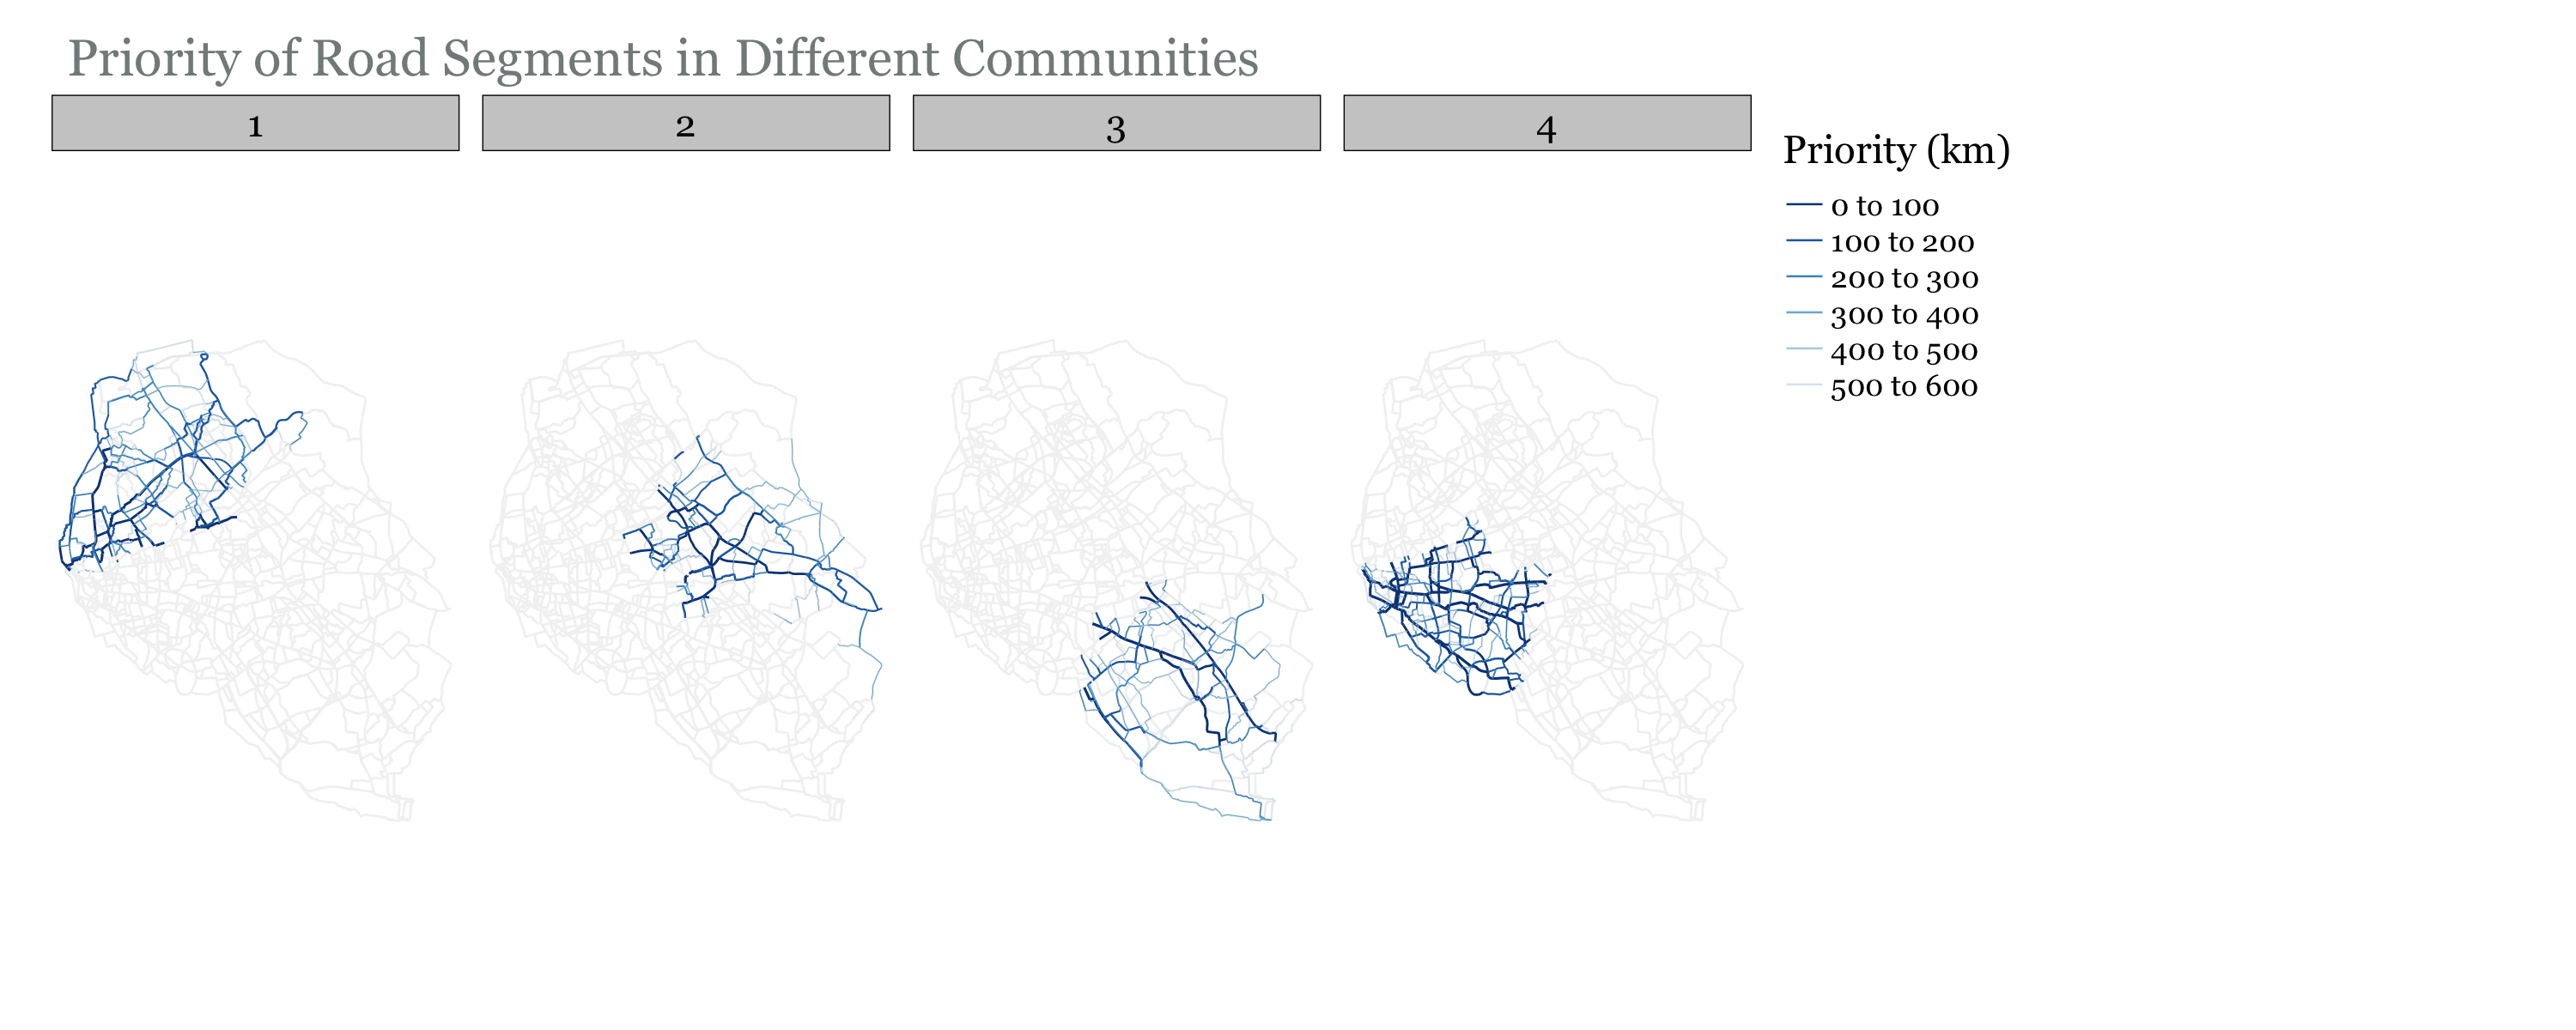 Priority of Road Segments in Different Communities
1 2 3 4
Priority (km)
0 to 100
100 to 200
200 to 300
300 to 400
400 to 500
500 to 600